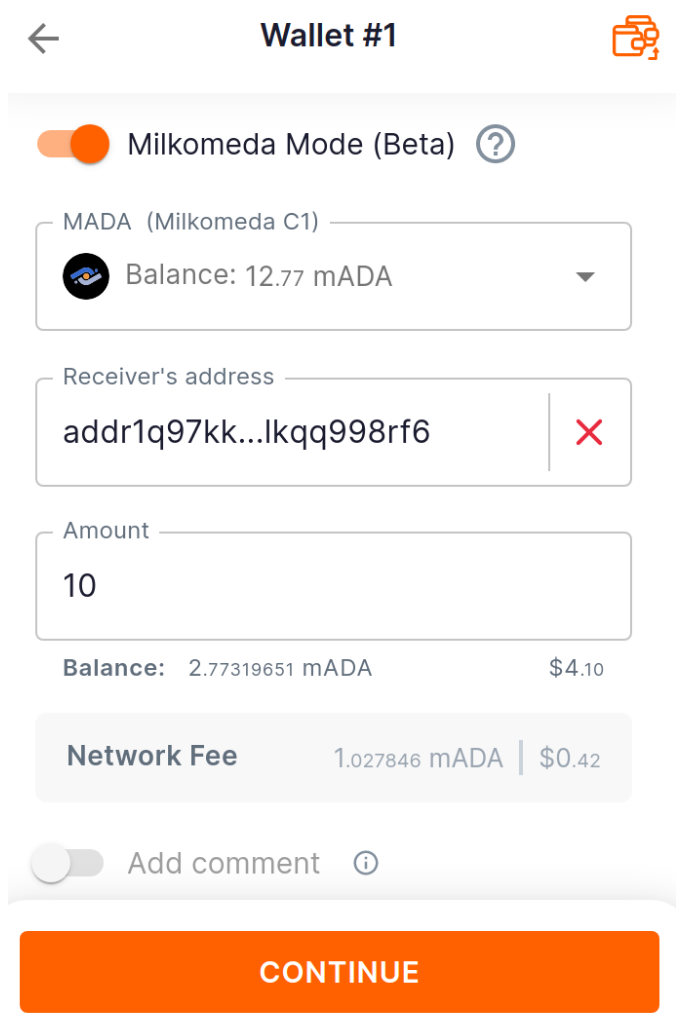 Wallet #1
Milkomeda Mode (Beta) ?
MADA (Milkomeda C1)
Balance: 12.77 mADA
Receiver's address
addr1q97kk...lkqq998rf6
Amount
10
Balance: 2.77319651 mADA $4.10
Network Fee 1.027846 mADA | $0.42
Add comment
CONTINUE